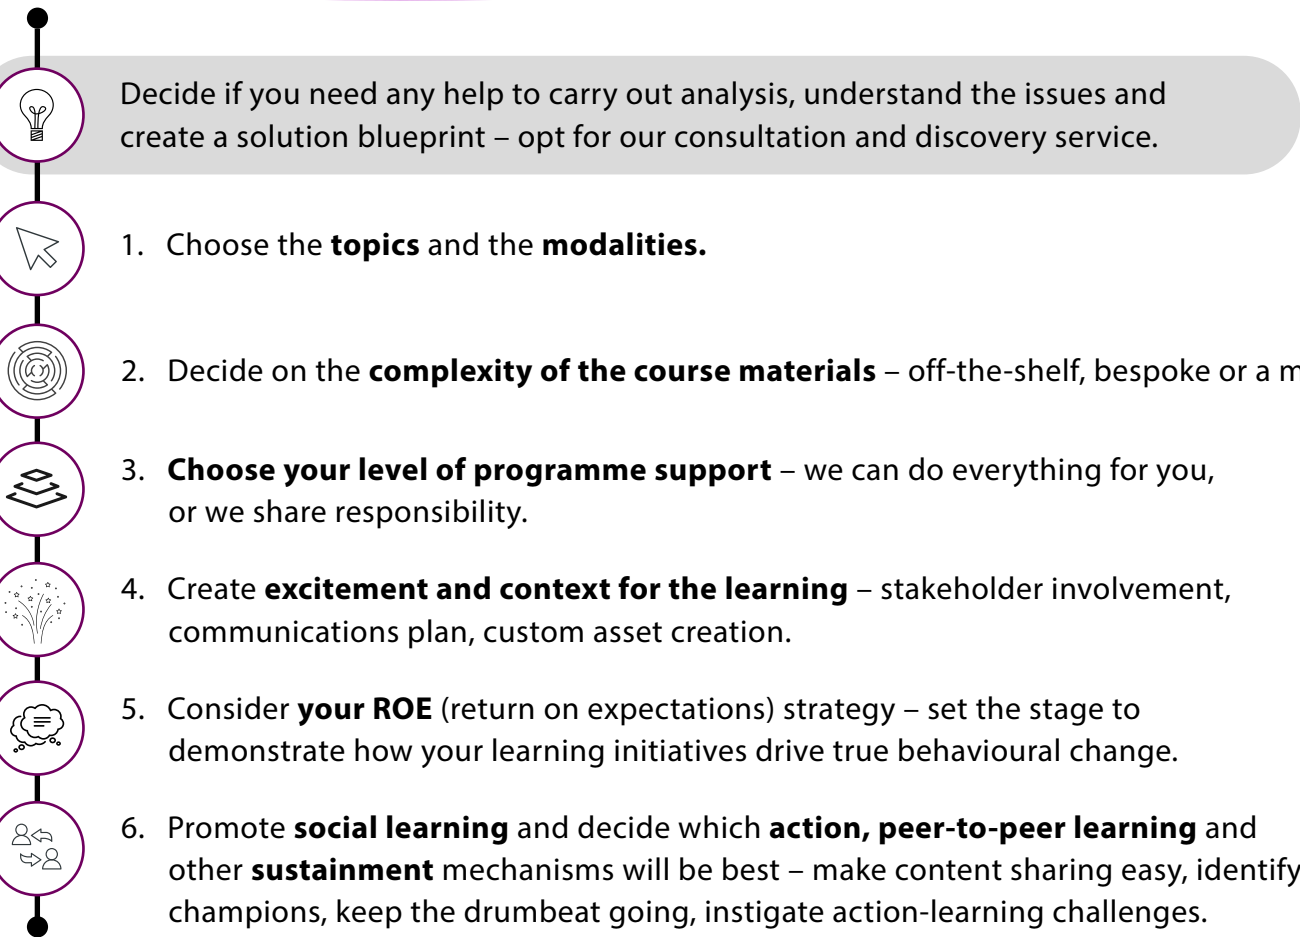 Decide if you need any help to carry out analysis, understand the issues and
create a solution blueprint – opt for our consultation and discovery service.
1. Choose the topics and the modalities.
2. Decide on the complexity of the course materials – off-the-shelf, bespoke or a
3. Choose your level of programme support – we can do everything for you,
or we share responsibility.
4. Create excitement and context for the learning – stakeholder involvement,
communications plan, custom asset creation.
5. Consider your ROE (return on expectations) strategy – set the stage to
demonstrate how your learning initiatives drive true behavioural change.
6. Promote social learning and decide which action, peer-to-peer learning and
other sustainment mechanisms will be best – make content sharing easy, identify
champions, keep the drumbeat going, instigate action-learning challenges.